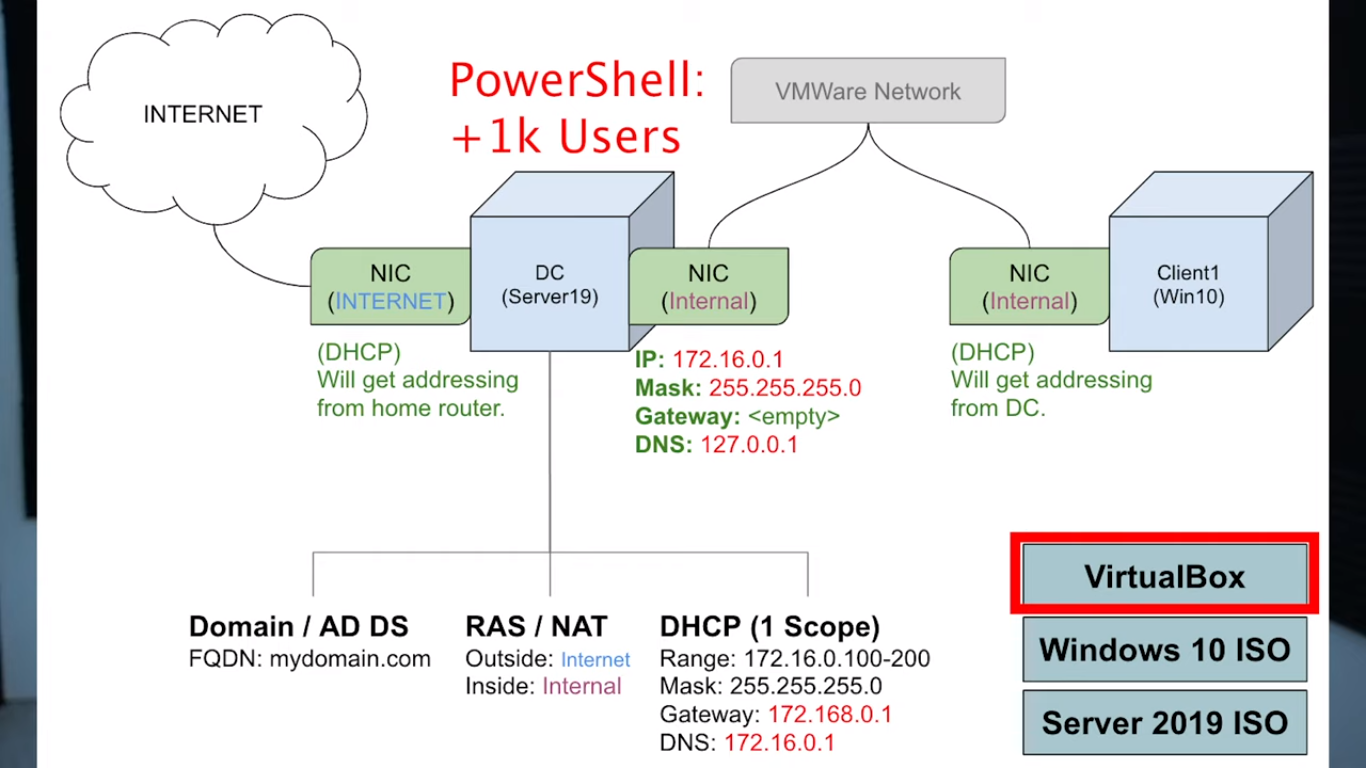 INTERNET
PowerShell:
+1k Users
VMWare Network
NIC
(INTERNET)
DC
(Server19)
NIC
(Internal)
NIC
(Internal)
Client1
(Win10)
(DHCP)
Will get addressing
from home router.
IP: 172.16.0.1
Mask: 255.255.255.0
Gateway: <empty>
DNS: 127.0.0.1
(DHCP)
Will get addressing
from DC.
Domain / AD DS
FQDN: mydomain.com
RAS / NAT
Outside: Internet
Inside: Internal
DHCP (1 Scope)
Range: 172.16.0.100-200
Mask: 255.255.255.0
Gateway: 172.168.0.1
DNS: 172.16.0.1
VirtualBox
Windows 10 ISO
Server 2019 ISO